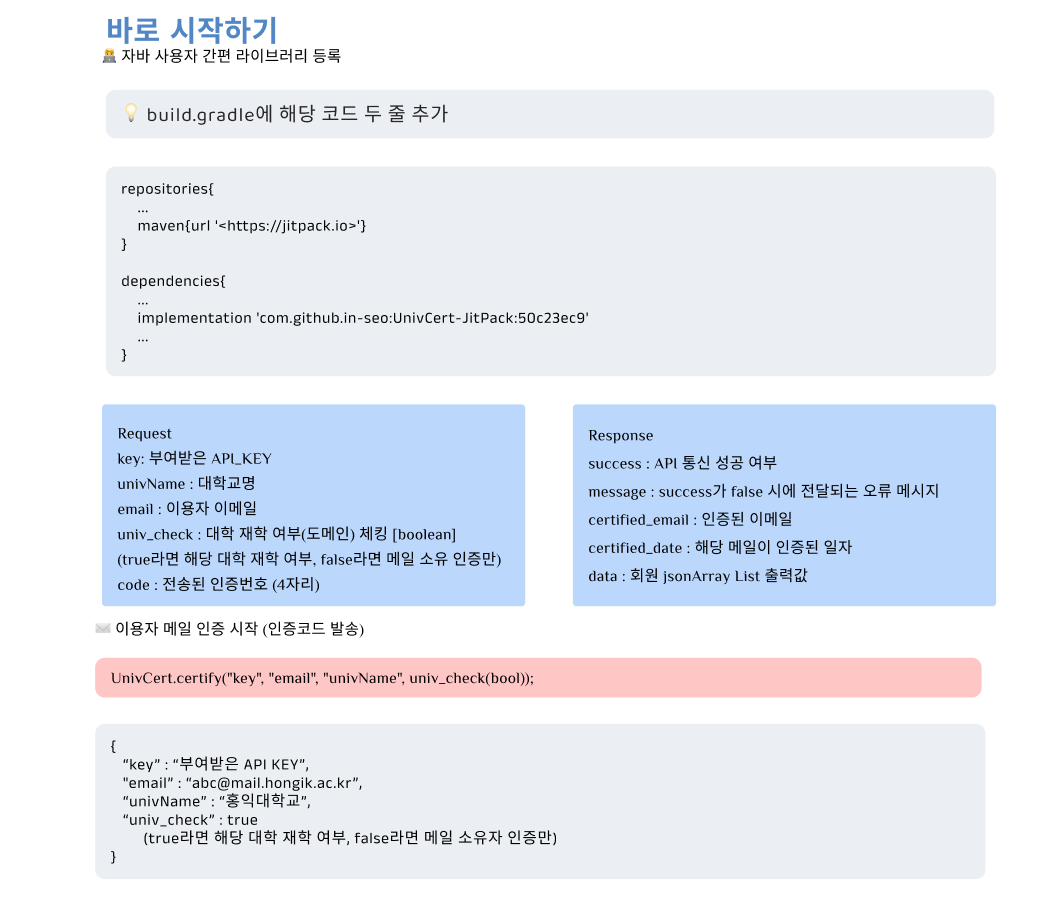 바로 시작하기
🧑‍💻 자바 사용자 간편 라이브러리 등록
💡 build.gradle에 해당 코드 두 줄 추가
repositories{
...
maven{url '<https://jitpack.io>'}
}
dependencies{
...
implementation 'com.github.in-seo:UnivCert-JitPack:50c23ec9'
...
}
Request
key: 부여받은 API_KEY
univName : 대학교명
email : 이용자 이메일
univ_check : 대학 재학 여부(도메인) 체킹 [boolean]
(true라면 해당 대학 재학 여부, false라면 메일 소유 인증만)
code : 전송된 인증번호 (4자리)
Response
success : API 통신 성공 여부
message : success가 false 시에 전달되는 오류 메시지
certified_email : 인증된 이메일
certified_date : 해당 메일이 인증된 일자
data : 회원 jsonArray List 출력값
✉️ 이용자 메일 인증 시작 (인증코드 발송)
UnivCert.certify("key", "email", "univName", univ_check(bool));
{
“key” : “부여받은 API KEY”,
"email” : “abc@mail.hongik.ac.kr”,
“univName” : “홍익대학교”,
“univ_check” : true
(true라면 해당 대학 재학 여부, false라면 메일 소유자 인증만)
}